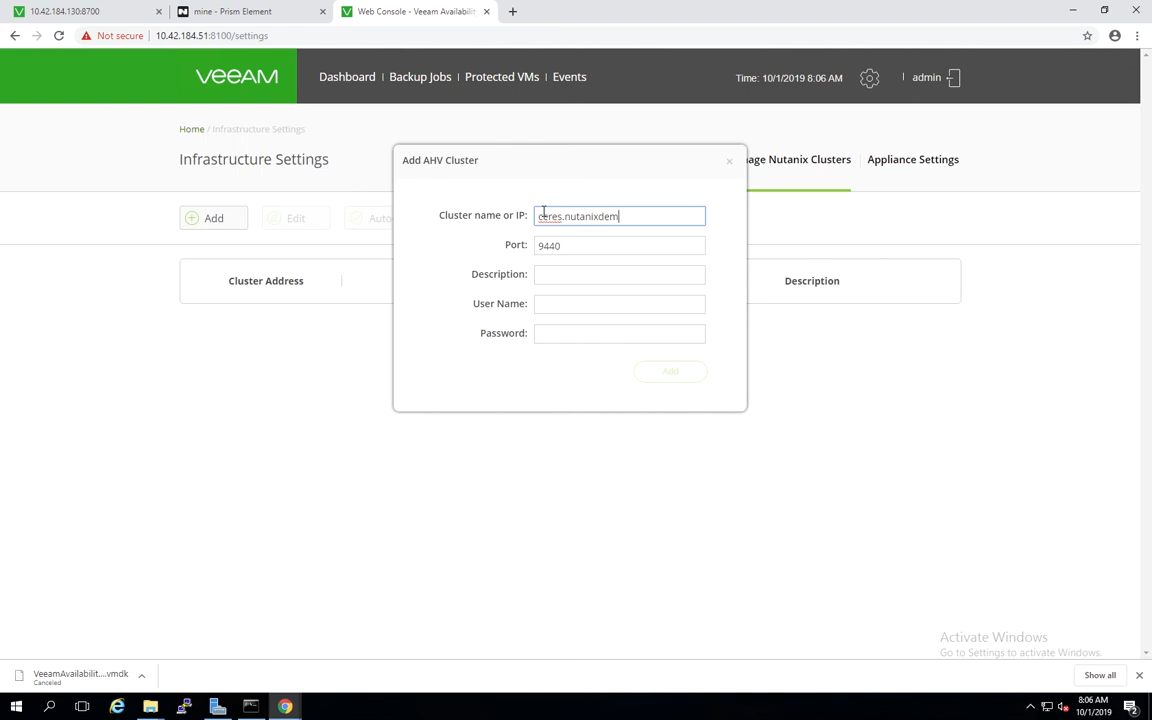 10.42.184.130:8700
mine - Prism Element
Web Console - Veeam Availabilit
Not secure
10.42.184.51:8100/settings
VEEAM
Dashboard
Backup Jobs
Protected VMs
Events
Time: 10/1/2019 8:06 AM
admin
Home / Infrastructure Settings
Infrastructure Settings
age Nutanix Clusters
Appliance Settings
Add AHV Cluster
Add
Edit
Auto
Cluster name or IP: ceres.nutanixdem
Port: 9440
Description:
User Name:
Password:
Add
Cluster Address
Description
Activate Windows
Go to Settings to activate Windows.
VeeamAvailabilit....vmdk
Canceled
Show all
8:06 AM
10/1/2019
2